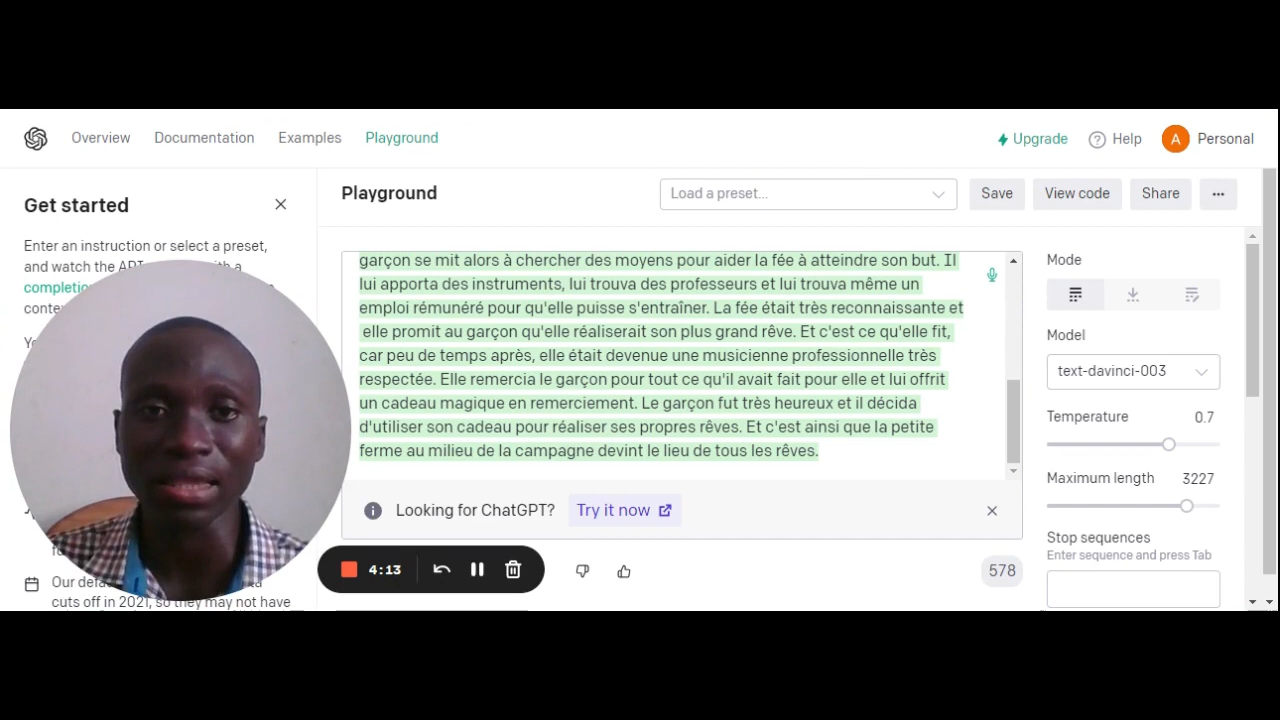 Overview Documentation Examples Playground Upgrade Help A Personal
Get started
Enter an instruction or select a preset,
and watch the API with a
completion
Playground
Load a preset...
Save View code Share ...
garçon se mit alors à chercher des moyens pour aider la fée à atteindre son but. Il
lui apporta des instruments, lui trouva des professeurs et lui trouva même un
emploi rémunéré pour qu'elle puisse s'entraîner. La fée était très reconnaissante et
elle promit au garçon qu'elle réaliserait son plus grand rêve. Et c'est ce qu'elle fit,
car peu de temps après, elle était devenue une musicienne professionnelle très
respectée. Elle remercia le garçon pour tout ce qu'il avait fait pour elle et lui offrit
un cadeau magique en remerciement. Le garçon fut très heureux et il décida
d'utiliser son cadeau pour réaliser ses propres rêves. Et c'est ainsi que la petite
ferme au milieu de la campagne devint le lieu de tous les rêves.
Looking for ChatGPT? Try it now
4:13
578
Our
cuts off in 2021, so they may not have
Mode
Model
text-davinci-003
Temperature 0.7
Maximum length 3227
Stop sequences
Enter sequence and press Tab